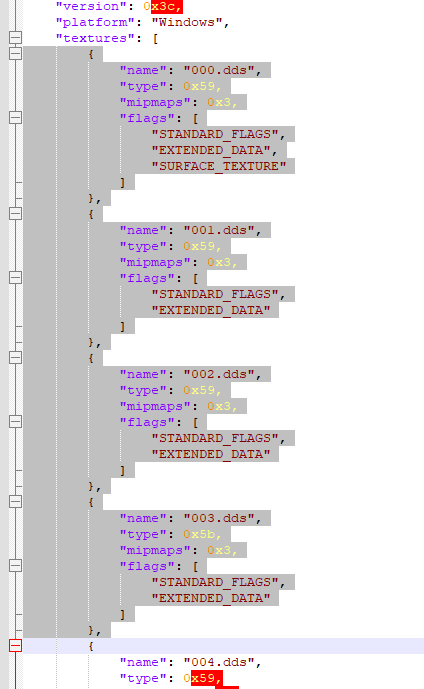 "version": 0x3c,
"platform": "Windows",
"textures": [
{
"name": "000.dds",
"type": 0x59,
"mipmaps": 0x3,
"flags": [
"STANDARD_FLAGS",
"EXTENDED_DATA",
"SURFACE_TEXTURE"
]
},
{
"name": "001.dds",
"type": 0x59,
"mipmaps": 0x3,
"flags": [
"STANDARD_FLAGS",
"EXTENDED_DATA"
]
},
{
"name": "002.dds",
"type": 0x59,
"mipmaps": 0x3,
"flags": [
"STANDARD_FLAGS",
"EXTENDED_DATA"
]
},
{
"name": "003.dds",
"type": 0x5b,
"mipmaps": 0x3,
"flags": [
"STANDARD_FLAGS",
"EXTENDED_DATA"
]
},
{
"name": "004.dds",
"type": 0x59,